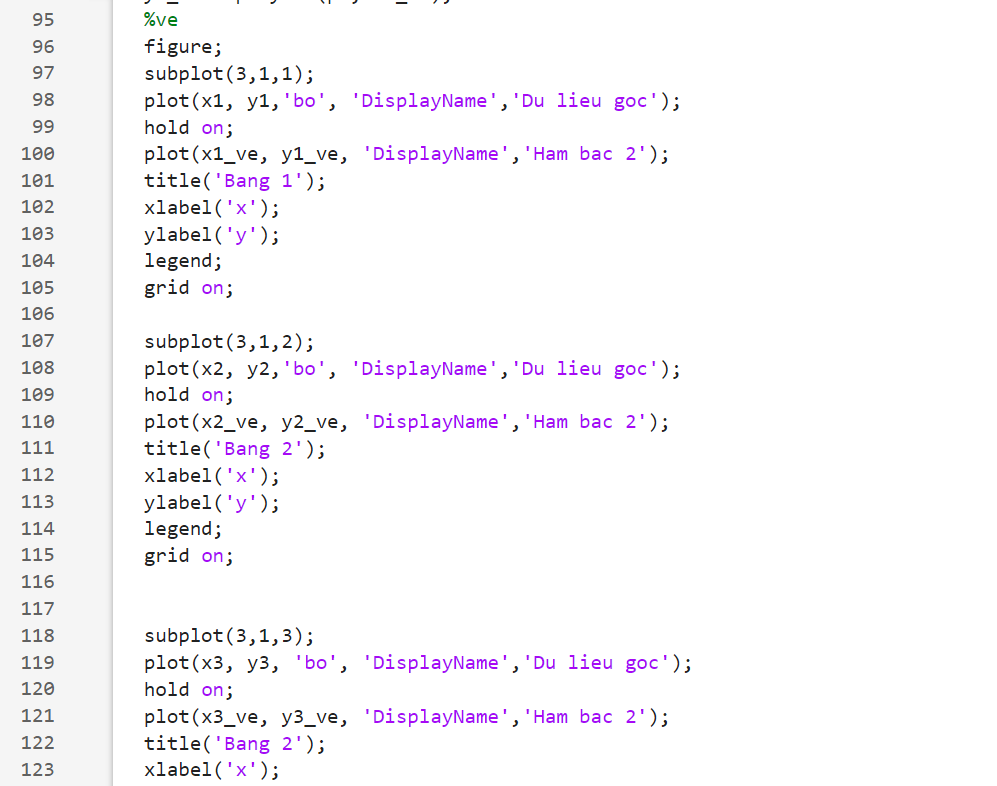 95 %ve
96 figure;
97 subplot(3,1,1);
98 plot(x1, y1,'bo', 'DisplayName','Du lieu goc');
99 hold on;
100 plot(x1_ve, y1_ve, 'DisplayName','Ham bac 2');
101 title('Bang 1');
102 xlabel('x');
103 ylabel('y');
104 legend;
105 grid on;
106
107 subplot(3,1,2);
108 plot(x2, y2,'bo', 'DisplayName','Du lieu goc');
109 hold on;
110 plot(x2_ve, y2_ve, 'DisplayName','Ham bac 2');
111 title('Bang 2');
112 xlabel('x');
113 ylabel('y');
114 legend;
115 grid on;
116
117
118 subplot(3,1,3);
119 plot(x3, y3, 'bo', 'DisplayName','Du lieu goc');
120 hold on;
121 plot(x3_ve, y3_ve, 'DisplayName','Ham bac 2');
122 title('Bang 2');
123 xlabel('x');